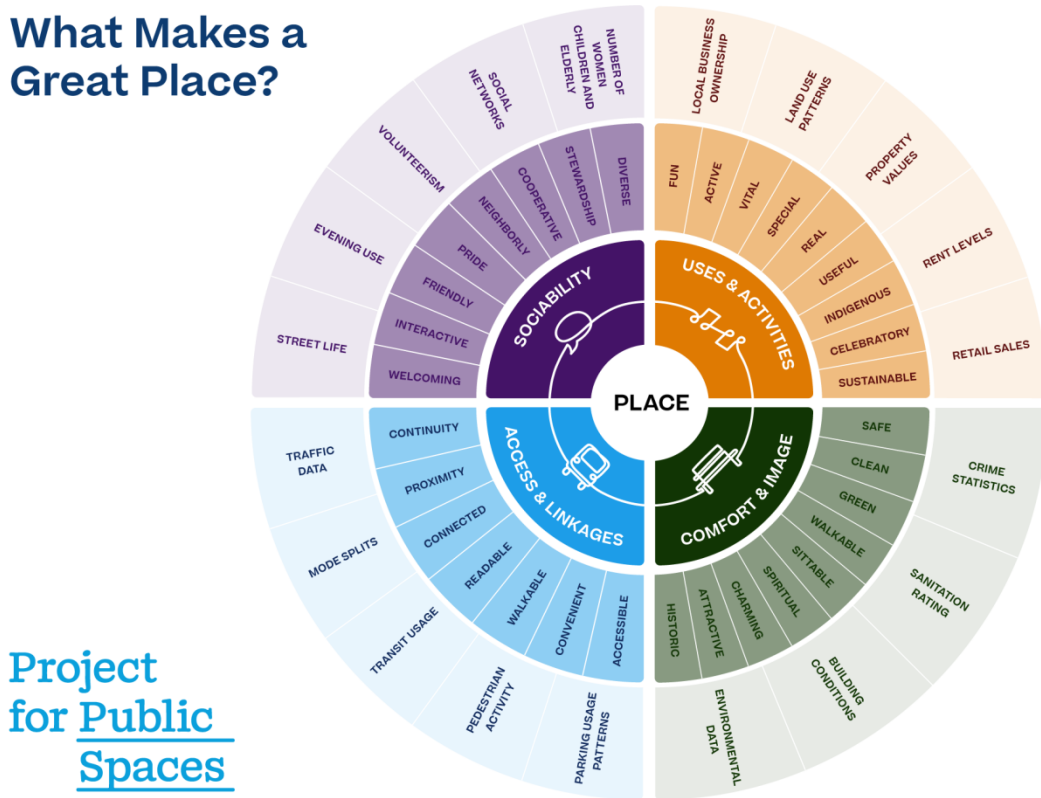 What Makes a
Great Place?
NUMBER OF
WOMEN
CHILDREN AND
ELDERLY
SOCIAL
NETWORKS
VOLUNTEERISM
EVENING USE
STREET LIFE
DIVERSE
STEWARDSHIP
COOPERATIVE
NEIGHBORLY
PRIDE
FRIENDLY
INTERACTIVE
WELCOMING
SOCIABILITY
LOCAL BUSINESS
OWNERSHIP
LAND USE
PATTERNS
PROPERTY
VALUES
RENT LEVELS
RETAIL SALES
FUN
ACTIVE
VITAL
SPECIAL
REAL
USEFUL
INDIGENOUS
CELEBRATORY
SUSTAINABLE
USES & ACTIVITIES
PLACE
ACCESS & LINKAGES
CONTINUITY
PROXIMITY
CONNECTED
READABLE
WALKABLE
CONVENIENT
ACCESSIBLE
TRAFFIC
DATA
MODE SPLITS
TRANSIT USAGE
PEDESTRIAN
ACTIVITY
PARKING USAGE
PATTERNS
COMFORT & IMAGE
SAFE
CLEAN
GREEN
WALKABLE
SITTABLE
SPIRITUAL
CHARMING
ATTRACTIVE
HISTORIC
CRIME
STATISTICS
SANITATION
RATING
BUILDING
CONDITIONS
ENVIRONMENTAL
DATA
Project
for Public
Spaces